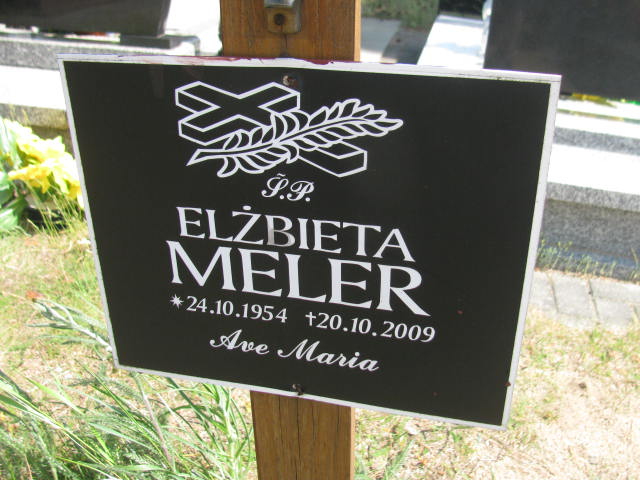 Ś.P.
ELŻBIETA
MELER
*24.10.1954 †20.10.2009
Ave Maria